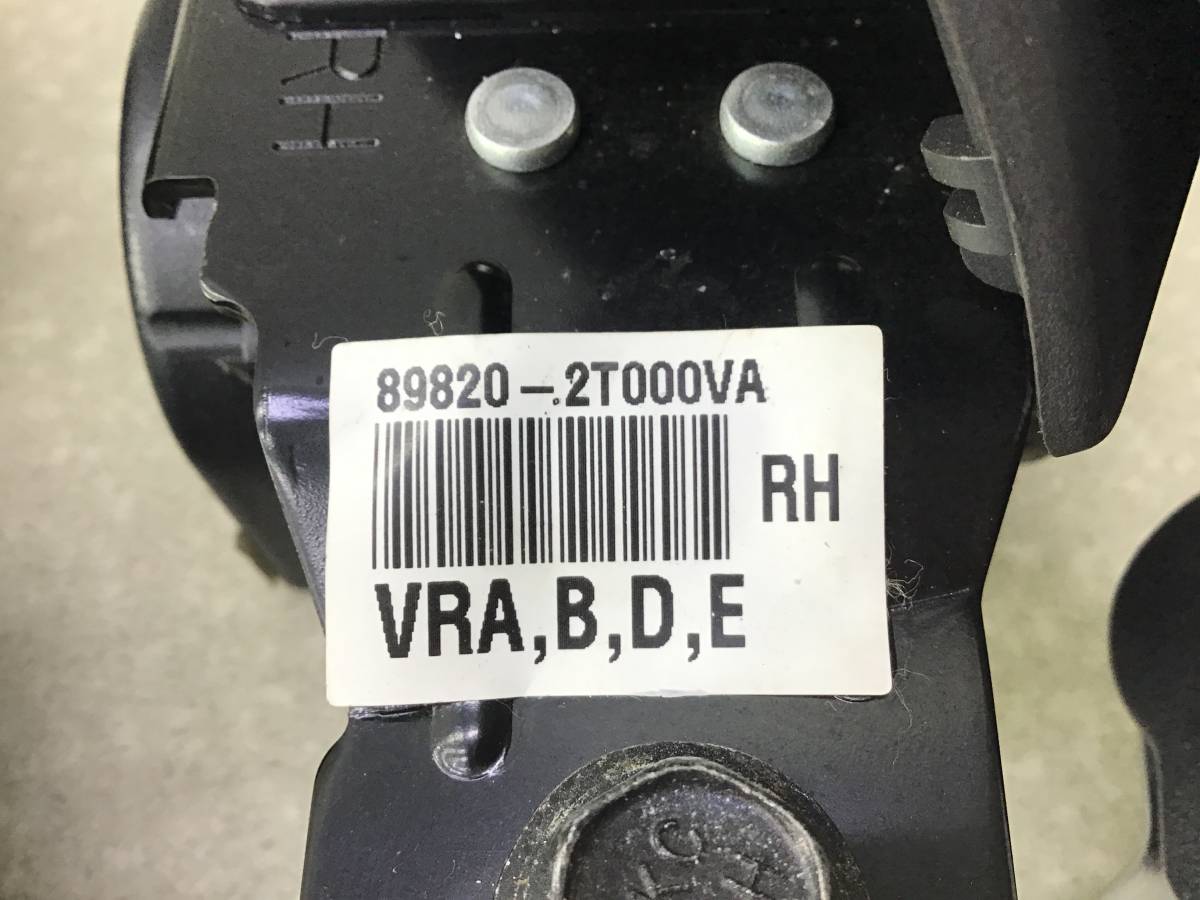 RH
89820-.2T000VA
RH
VRA,B,D,E